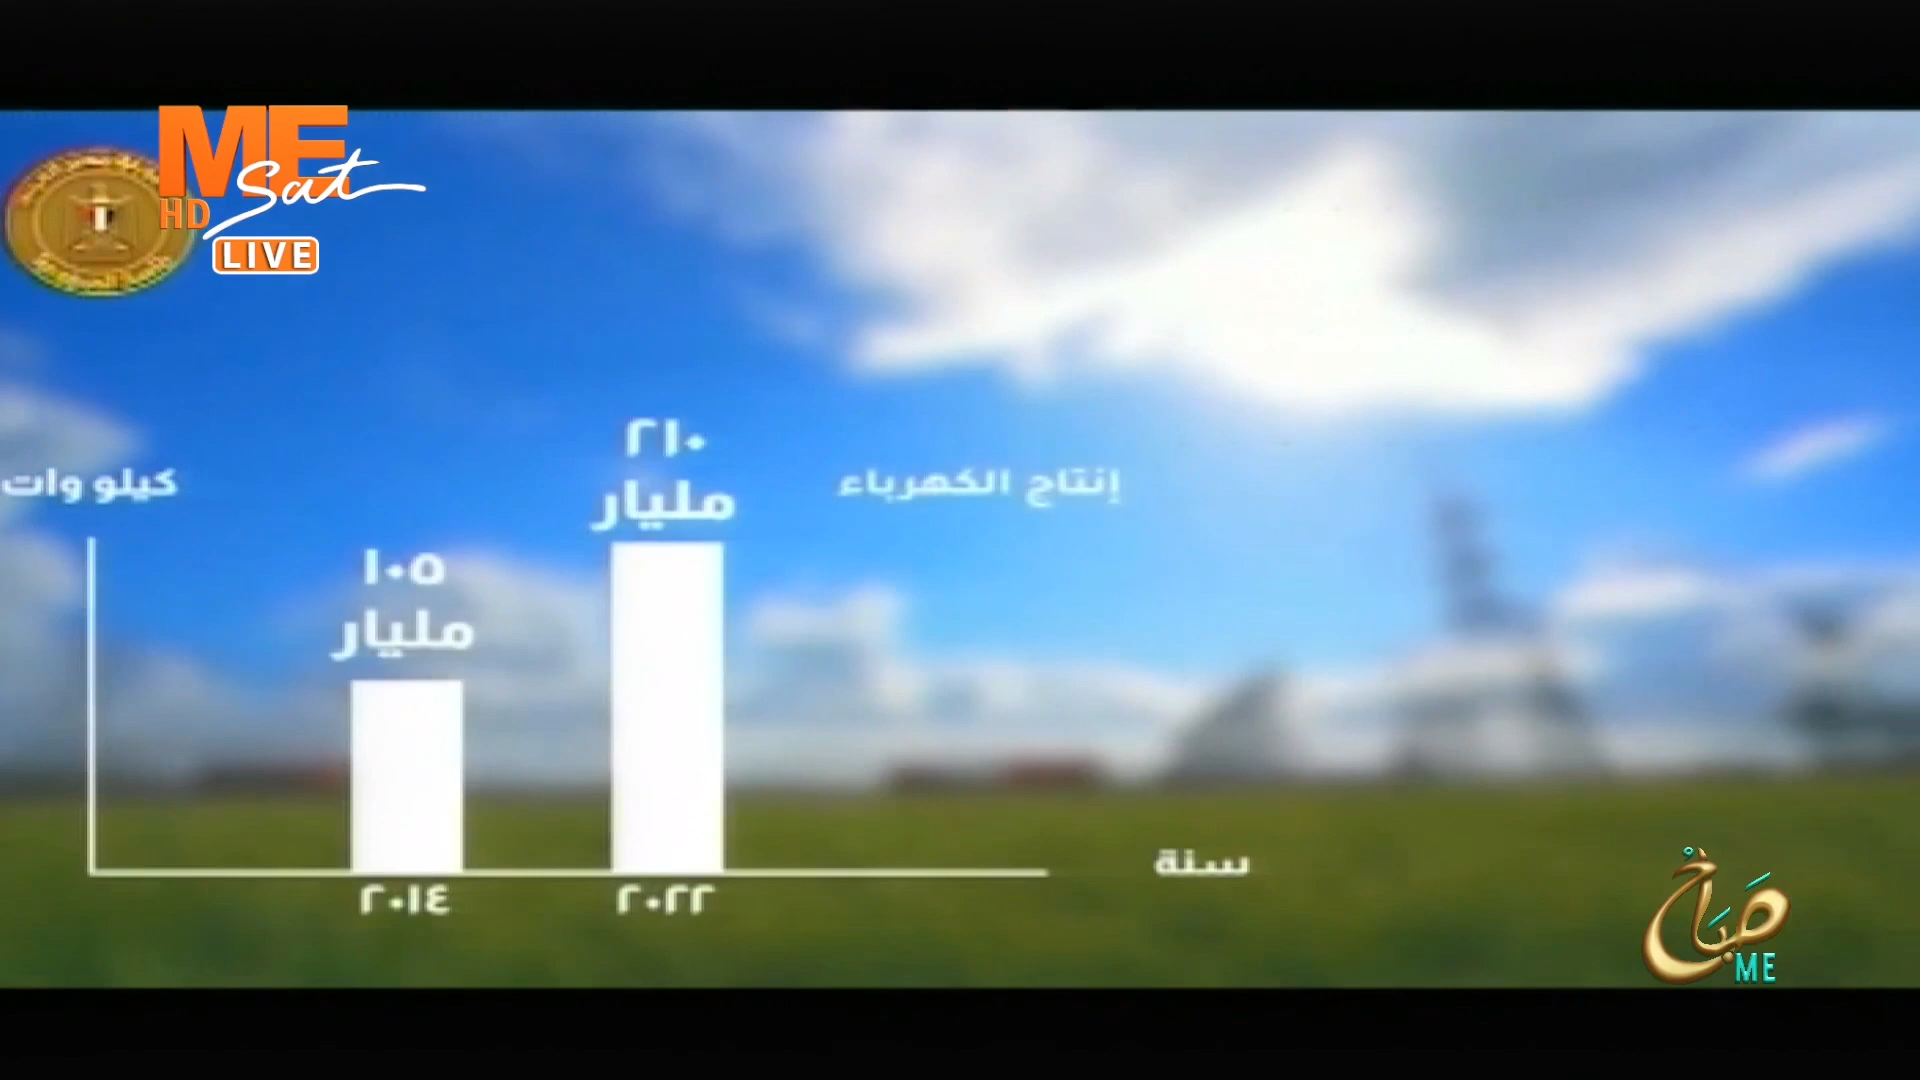 ME
Sat
HD
LIVE
كيلو وات
إنتاج الكهرباء
٢١٠
مليار
١٠٥
مليار
٢٠١٤
٢٠٢٢
سنة
صباح
ME